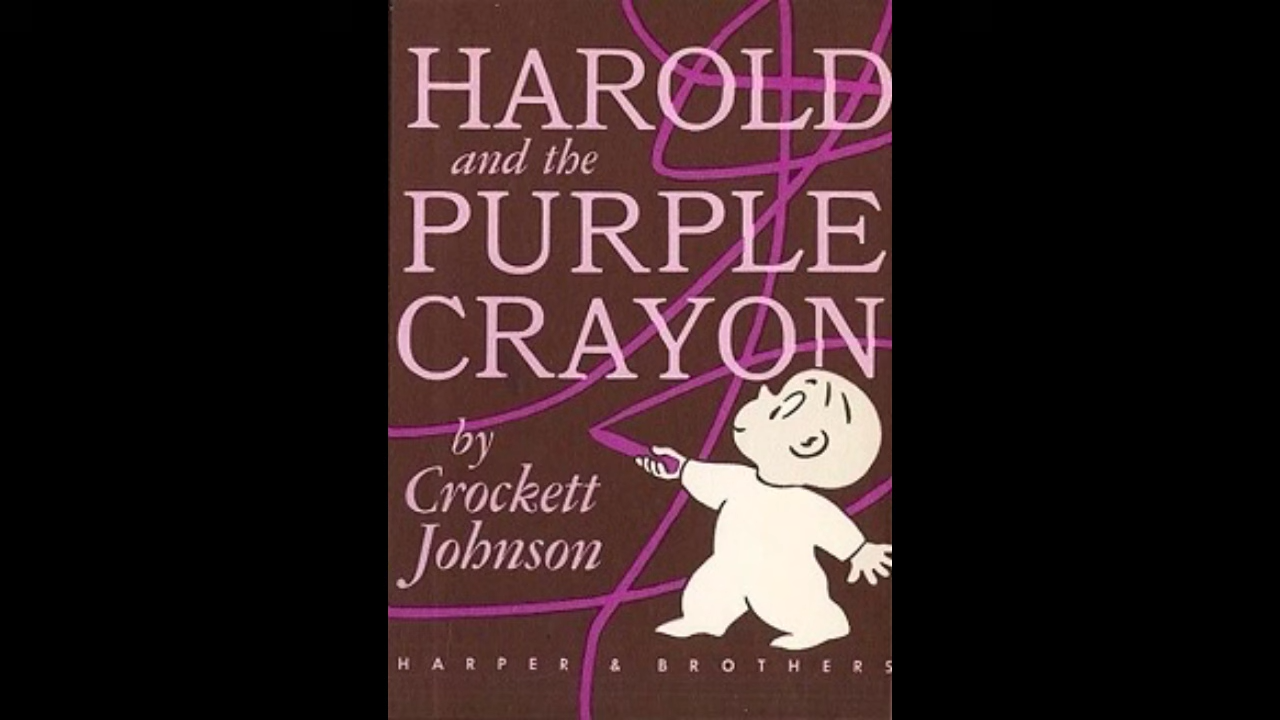 HAROLD
and the
PURPLE
CRAYON
by
Crockett
Johnson
HARPER & BROTHERS